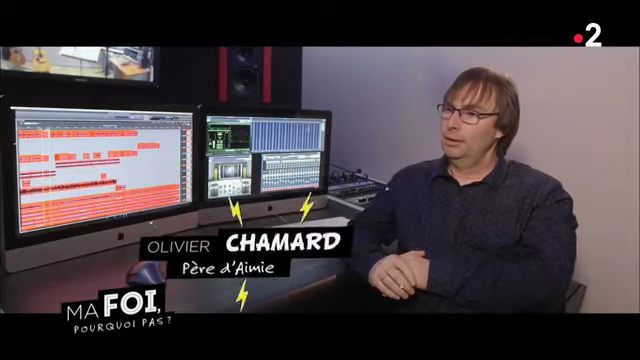 2
OLIVIER CHAMARD
Père d'Aimie
MA FOI,
POURQUOI PAS?